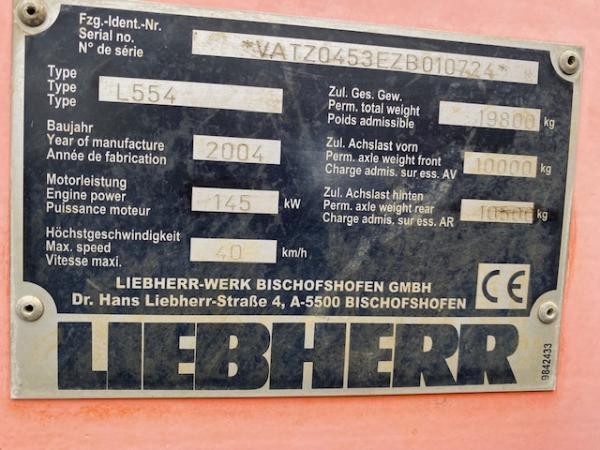 Fzg.-Ident.-Nr.
Serial no.
N° de série
*VATZ0453EZB010724*
Type
Type
Type
L554
Baujahr
Year of manufacture
Année de fabrication
2004
Motorleistung
Engine power
Puissance moteur
145 kW
Höchstgeschwindigkeit
Max. speed
Vitesse maxi.
40 km/h
Zul. Ges. Gew.
Perm. total weight
Poids admissible
19800 kg
Zul. Achslast vorn
Perm. axle weight front
Charge admis. sur ess. AV
10000 kg
Zul. Achslast hinten
Perm. axle weight rear
Charge admis. sur ess. AR
10500 kg
LIEBHERR-WERK BISCHOFSHOFEN GMBH
Dr. Hans Liebherr-Straße 4, A-5500 BISCHOFSHOFEN
CE
LIEBHERR
9842433